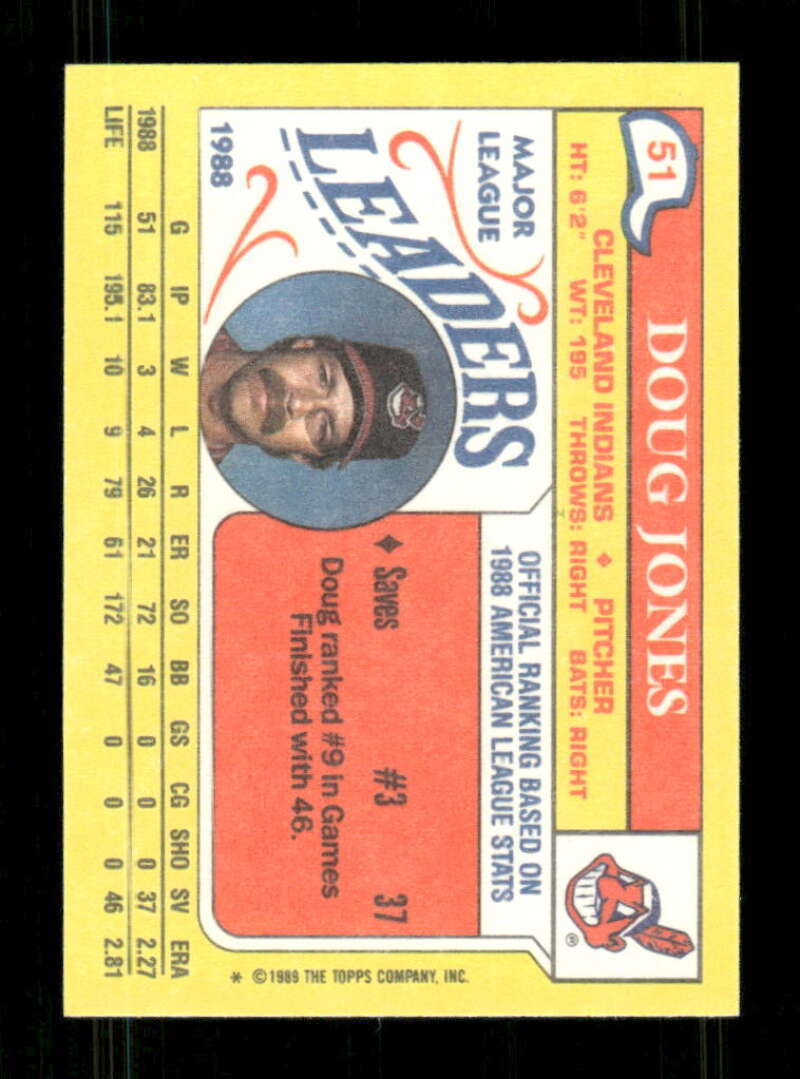 51
DOUG JONES
CLEVELAND INDIANS ♦ PITCHER
HT: 6'2" WT: 195 THROWS: RIGHT BATS: RIGHT
MAJOR
LEAGUE
LEADERS
1988
OFFICIAL RANKING BASED ON
1988 AMERICAN LEAGUE STATS
♦ Saves #3 37
Doug ranked #9 in Games
Finished with 46.
G IP W L R ER SO BB GS CG SHO SV ERA
1988 51 83.1 3 4 26 21 72 16 0 0 0 37 2.27
LIFE 115 195.1 10 9 79 61 172 47 0 0 0 46 2.81
* ©1989 THE TOPPS COMPANY, INC.
®